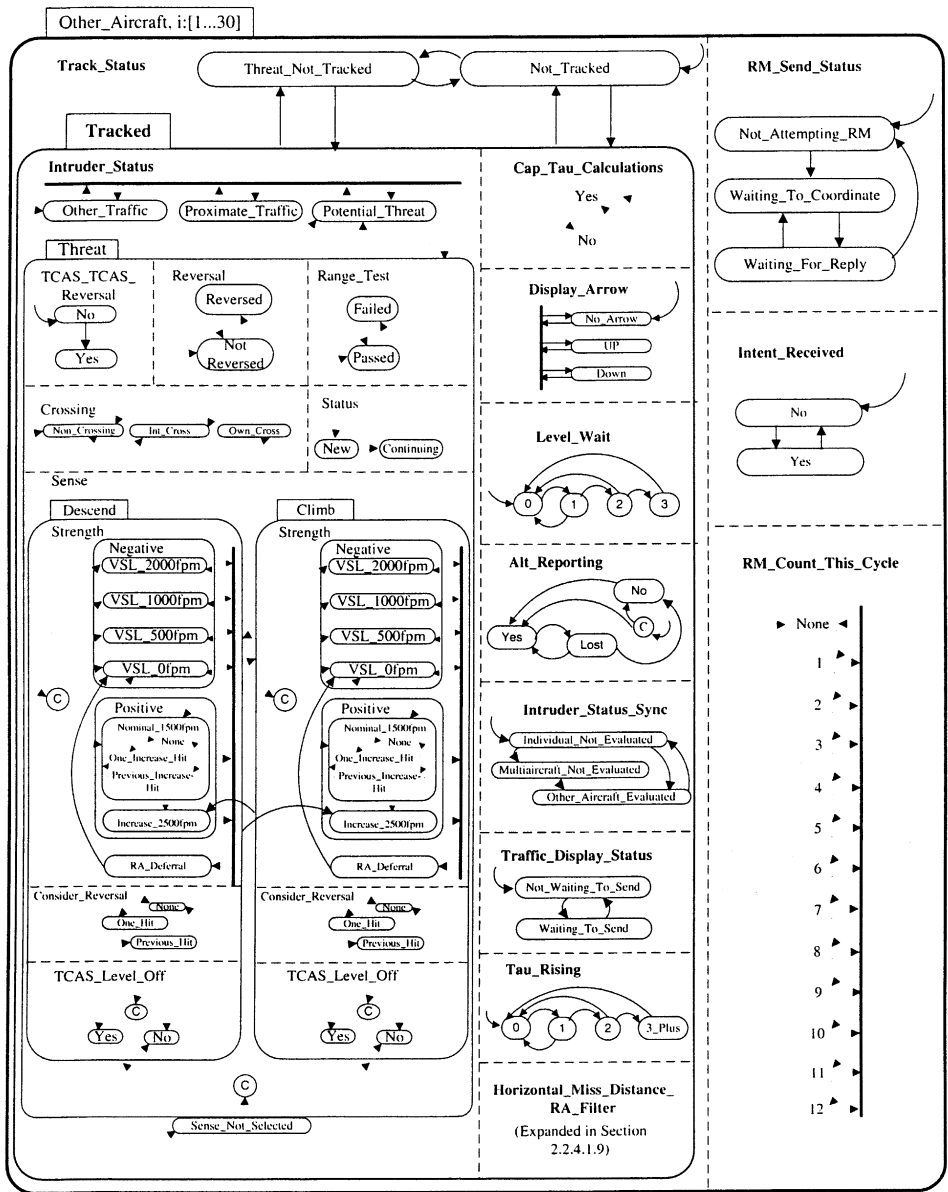 Other_Aircraft, i:[1...30]
Track_Status
Threat_Not_Tracked
Not_Tracked
Tracked
Intruder_Status
Other_Traffic
Proximate_Traffic
Potential_Threat
Threat
TCAS_TCAS_
Reversal
No
Yes
Reversal
Reversed
Not
Reversed
Range_Test
Failed
Passed
Crossing
Non_Crossing
Int_Cross
Own_Cross
Status
New
Continuing
Sense
Descend
Strength
Negative
VSL_2000fpm
VSL_1000fpm
VSL_500fpm
VSL_0fpm
C
Positive
Nominal_1500fpm
None
One_Increase_Hit
Previous_Increase-
Hit
Increase_2500fpm
RA_Deferral
Consider_Reversal
None
One_Hit
Previous_Hit
TCAS_Level_Off
C
Yes
No
Climb
Strength
Negative
VSL_2000fpm
VSL_1000fpm
VSL_500fpm
VSL_0fpm
C
Positive
Nominal_1500fpm
None
One_Increase_Hit
Previous_Increase-
Hit
Increase_2500fpm
RA_Deferral
Consider_Reversal
None
One_Hit
Previous_Hit
TCAS_Level_Off
C
Yes
No
C
Sense_Not_Selected
Cap_Tau_Calculations
Yes
No
Display_Arrow
No_Arrow
UP
Down
Level_Wait
0
1
2
3
Alt_Reporting
No
Yes
C
Lost
Intruder_Status_Sync
Individual_Not_Evaluated
Multiaircraft_Not_Evaluated
Other_Aircraft_Evaluated
Traffic_Display_Status
Not_Waiting_To_Send
Waiting_To_Send
Tau_Rising
0
1
2
3_Plus
Horizontal_Miss_Distance_
RA_Filter
(Expanded in Section
2.2.4.1.9)
RM_Send_Status
Not_Attempting_RM
Waiting_To_Coordinate
Waiting_For_Reply
Intent_Received
No
Yes
RM_Count_This_Cycle
None
1
2
3
4
5
6
7
8
9
10
11
12